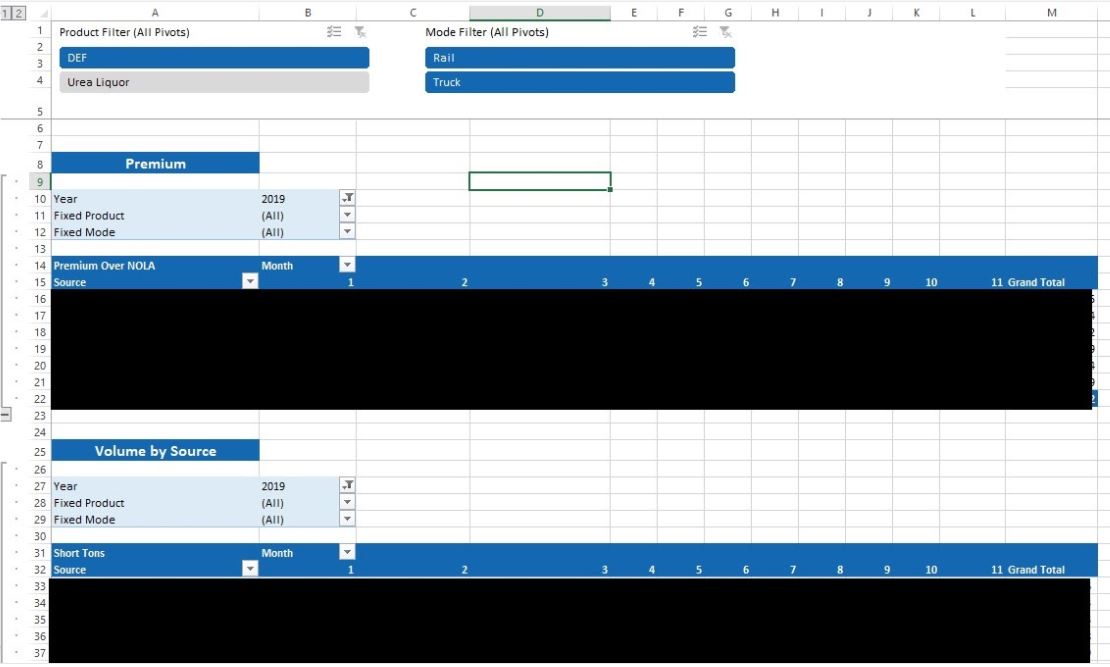 1 2
A B C D E F G H I J K L M
1 Product Filter (All Pivots) Mode Filter (All Pivots)
2
3 DEF Rail
4 Urea Liquor Truck
5
6
7
8 Premium
9
10 Year 2019
11 Fixed Product (All)
12 Fixed Mode (All)
13
14 Premium Over NOLA Month
15 Source 1 2 3 4 5 6 7 8 9 10 11 Grand Total
16
17
18
19
20
21
22
23
24
25 Volume by Source
26
27 Year 2019
28 Fixed Product (All)
29 Fixed Mode (All)
30
31 Short Tons Month
32 Source 1 2 3 4 5 6 7 8 9 10 11 Grand Total
33
34
35
36
37